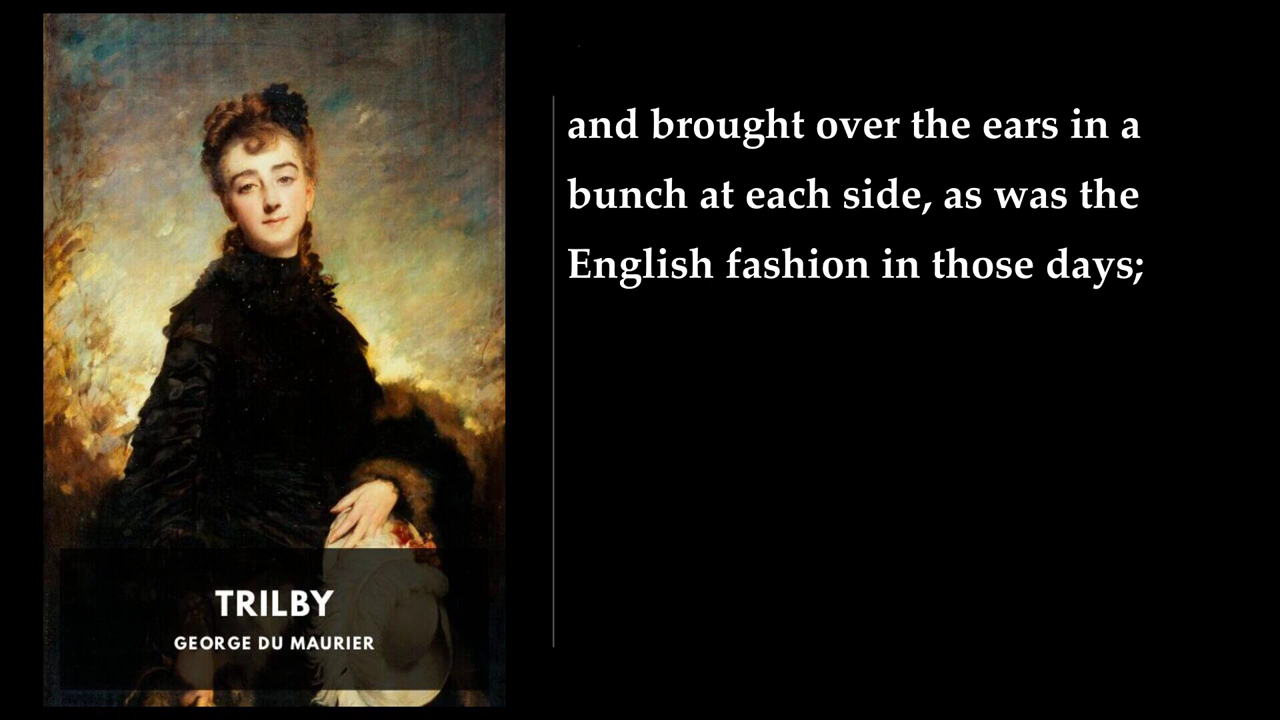 TRILBY
GEORGE DU MAURIER
and brought over the ears in a
bunch at each side, as was the
English fashion in those days;